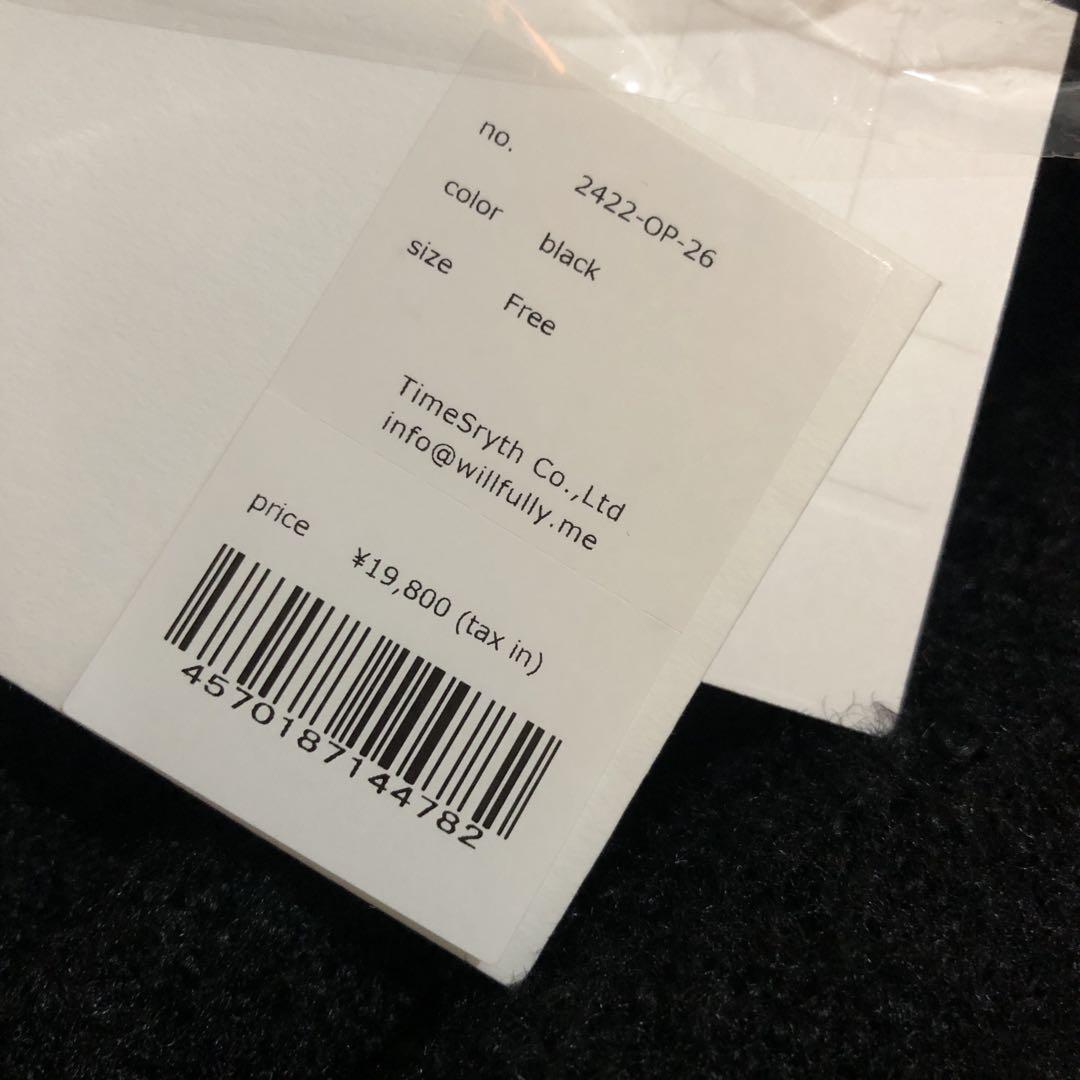 no. 2422-OP-26
color black
size Free
TimeSryth Co.,Ltd
info@willfully.me
price ¥19,800 (tax in)
4570187144782